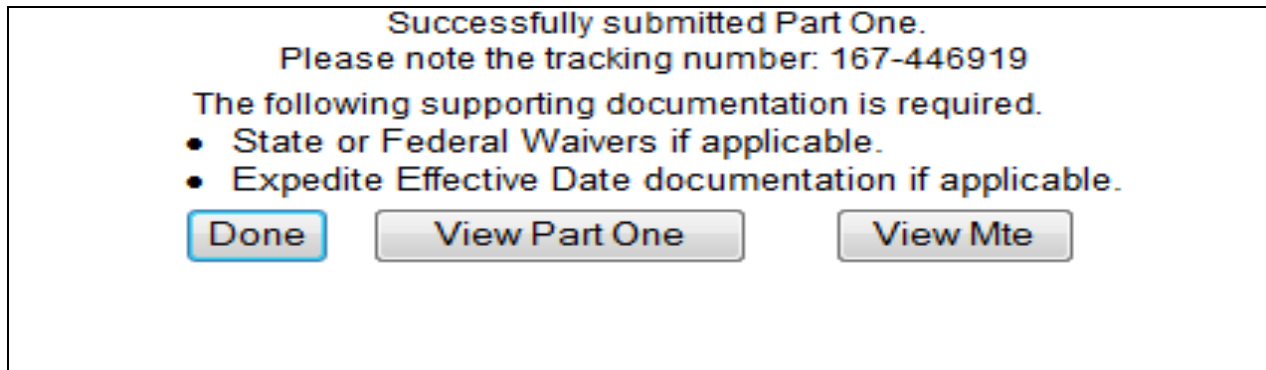 Successfully submitted Part One.
Please note the tracking number: 167-446919
The following supporting documentation is required.
• State or Federal Waivers if applicable.
• Expedite Effective Date documentation if applicable.
Done View Part One View Mte